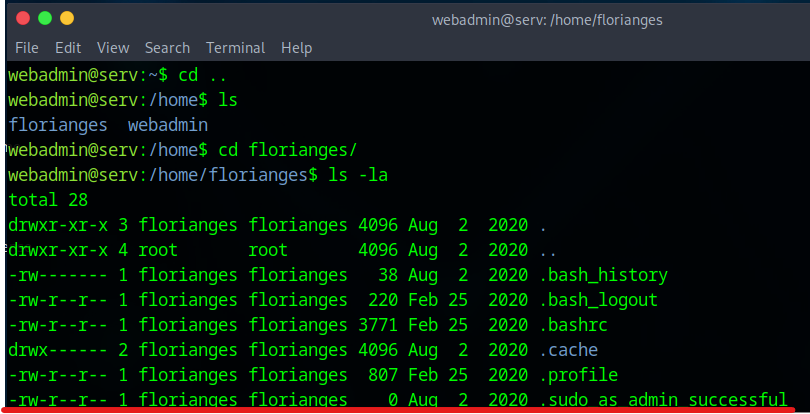 webadmin@serv: /home/florianges
File Edit View Search Terminal Help
webadmin@serv:~$ cd ..
webadmin@serv:/home$ ls
florianges  webadmin
webadmin@serv:/home$ cd florianges/
webadmin@serv:/home/florianges$ ls -la
total 28
drwxr-xr-x 3 florianges florianges 4096 Aug  2  2020 .
drwxr-xr-x 4 root       root       4096 Aug  2  2020 ..
-rw------- 1 florianges florianges   38 Aug  2  2020 .bash_history
-rw-r--r-- 1 florianges florianges  220 Feb 25  2020 .bash_logout
-rw-r--r-- 1 florianges florianges 3771 Feb 25  2020 .bashrc
drwx------ 2 florianges florianges 4096 Aug  2  2020 .cache
-rw-r--r-- 1 florianges florianges  807 Feb 25  2020 .profile
-rw-r--r-- 1 florianges florianges    0 Aug  2  2020 .sudo_as_admin_successful